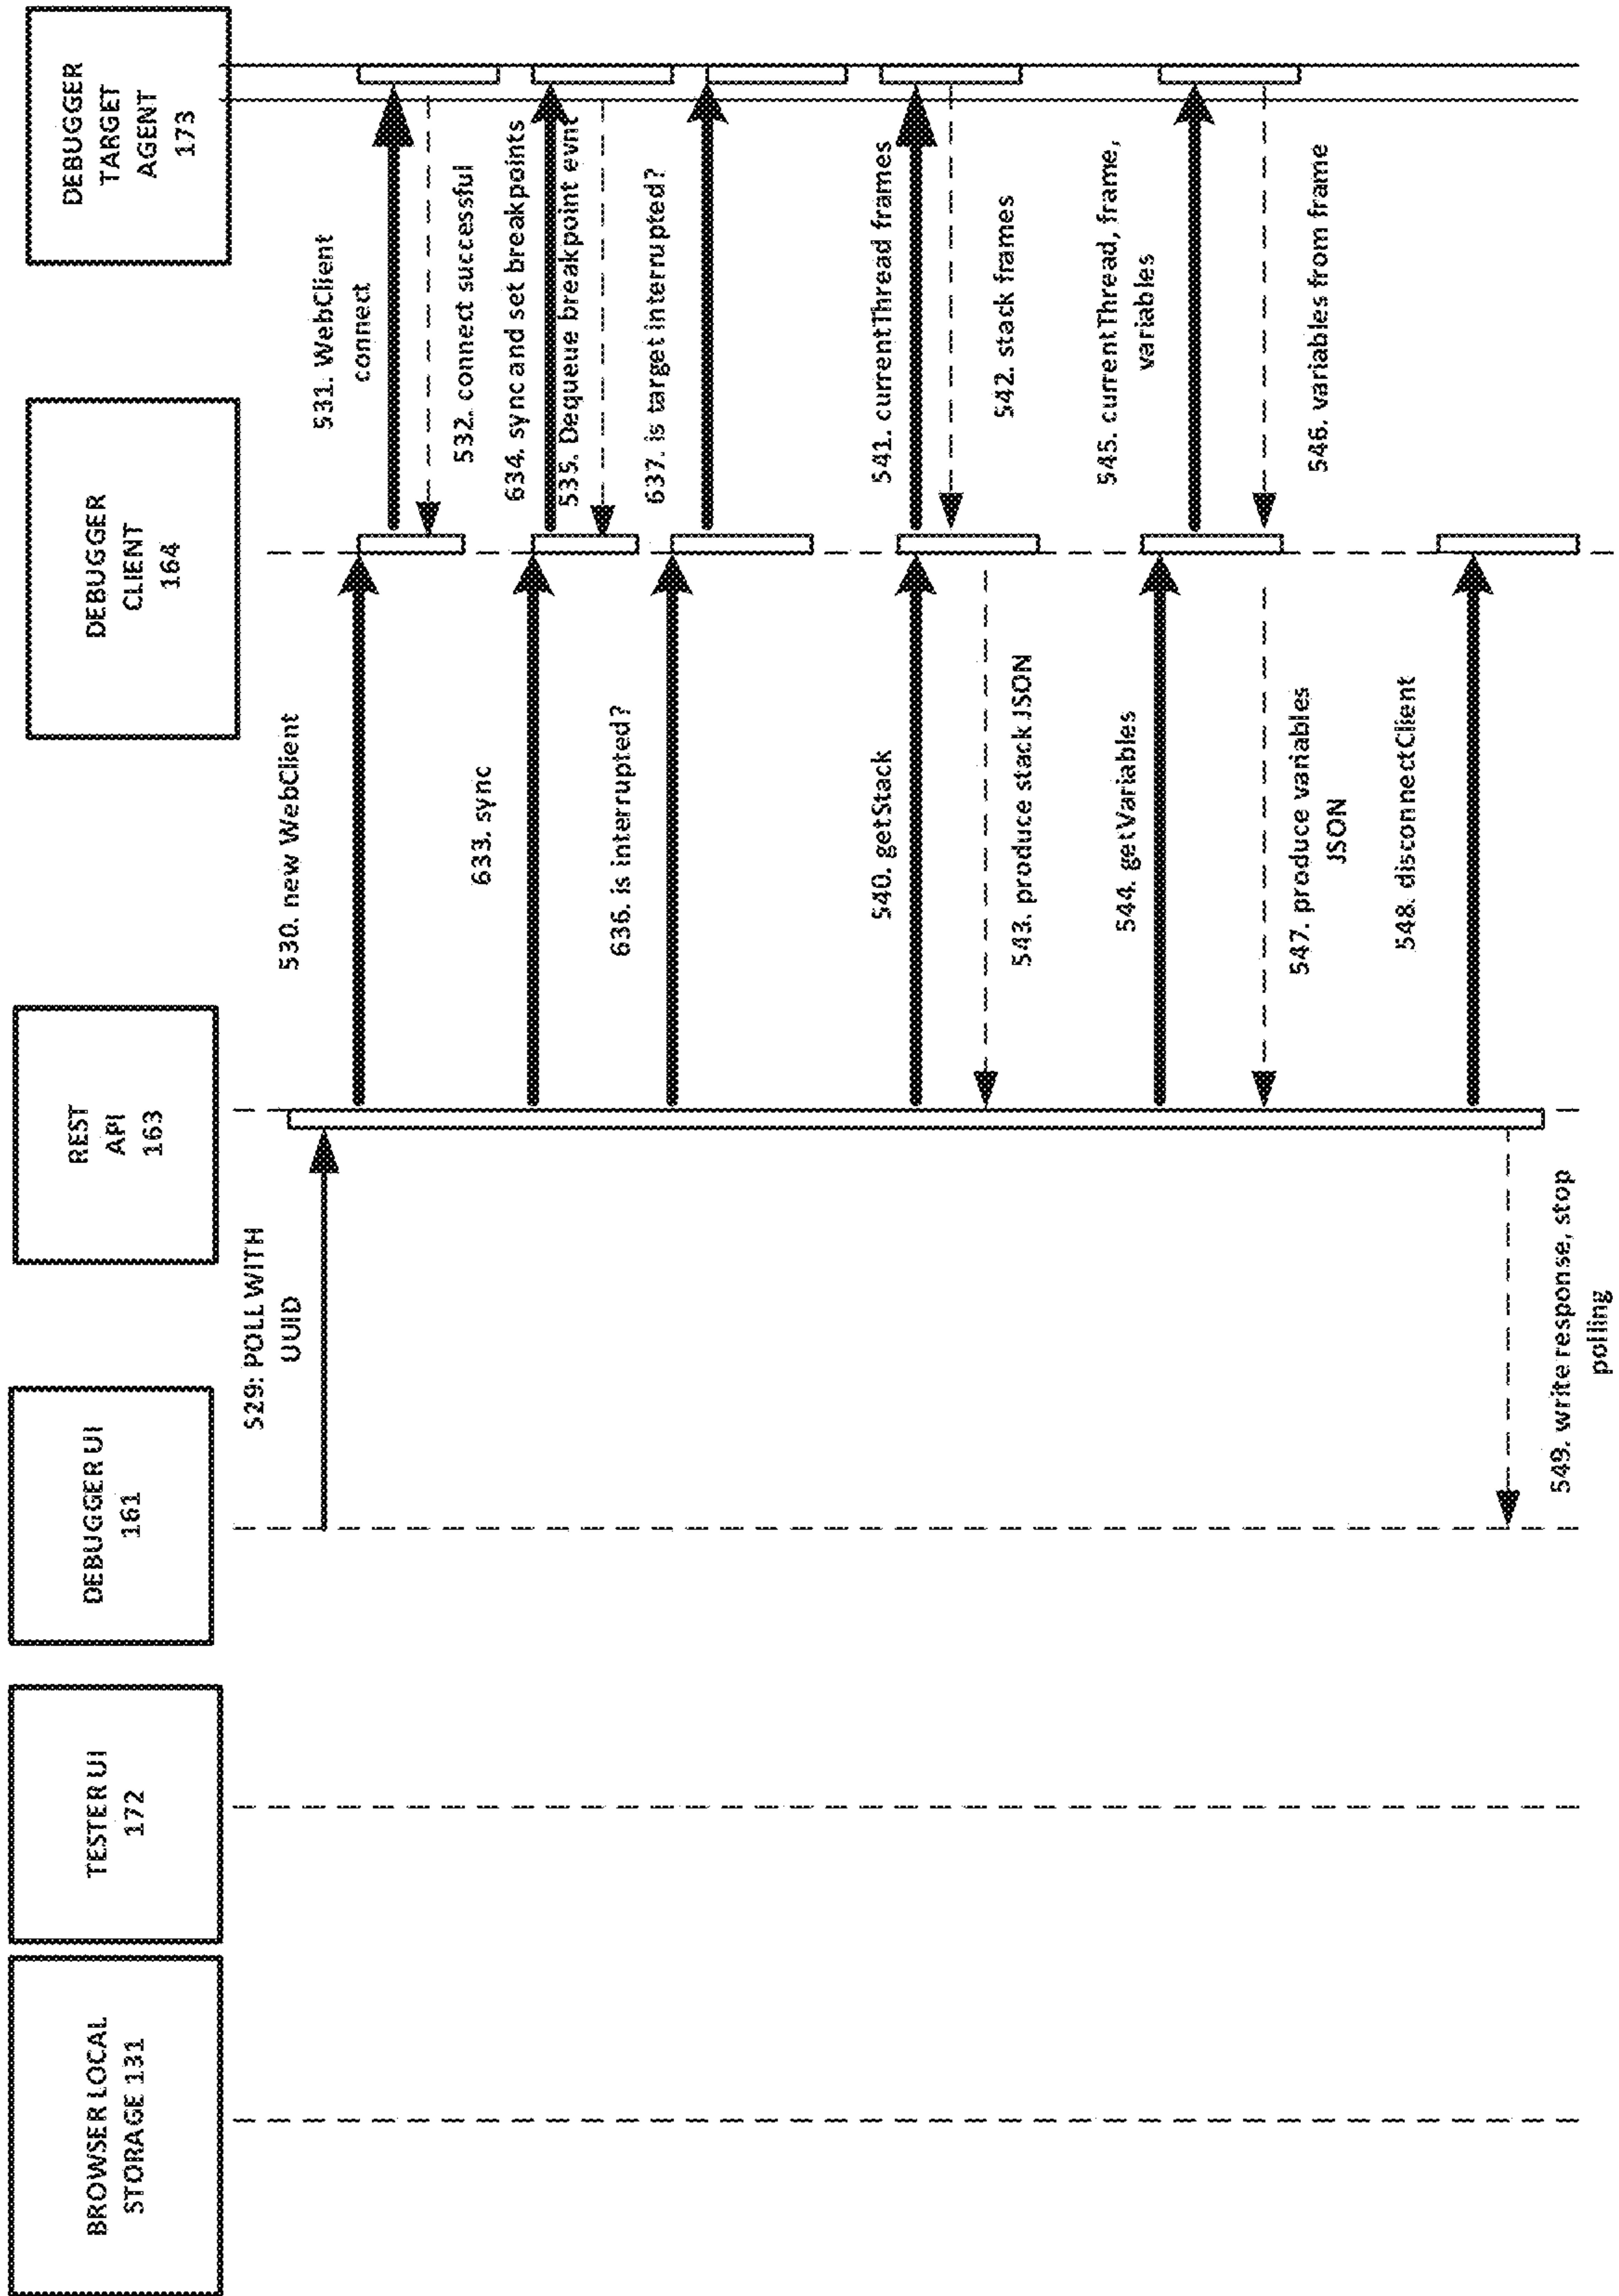 BROWSER LOCAL
STORAGE 131
TESTER UI
172
DEBUGGER UI
161
REST
API
163
DEBUGGER
CLIENT
164
DEBUGGER
TARGET
AGENT
173
529: POLL WITH
UUID
530. new WebClient
531. WebClient
connect
532. connect successful
633. sync
634. sync and set breakpoints
535. Dequeue breakpoint evnt
636. is interrupted?
637. is target interrupted?
540. getStack
541. currentThread frames
542. stack frames
543. produce stack JSON
544. getVariables
545. currentThread, frame,
variables
546. variables from frame
547. produce variables
JSON
548. disconnectClient
549. write response, stop
polling